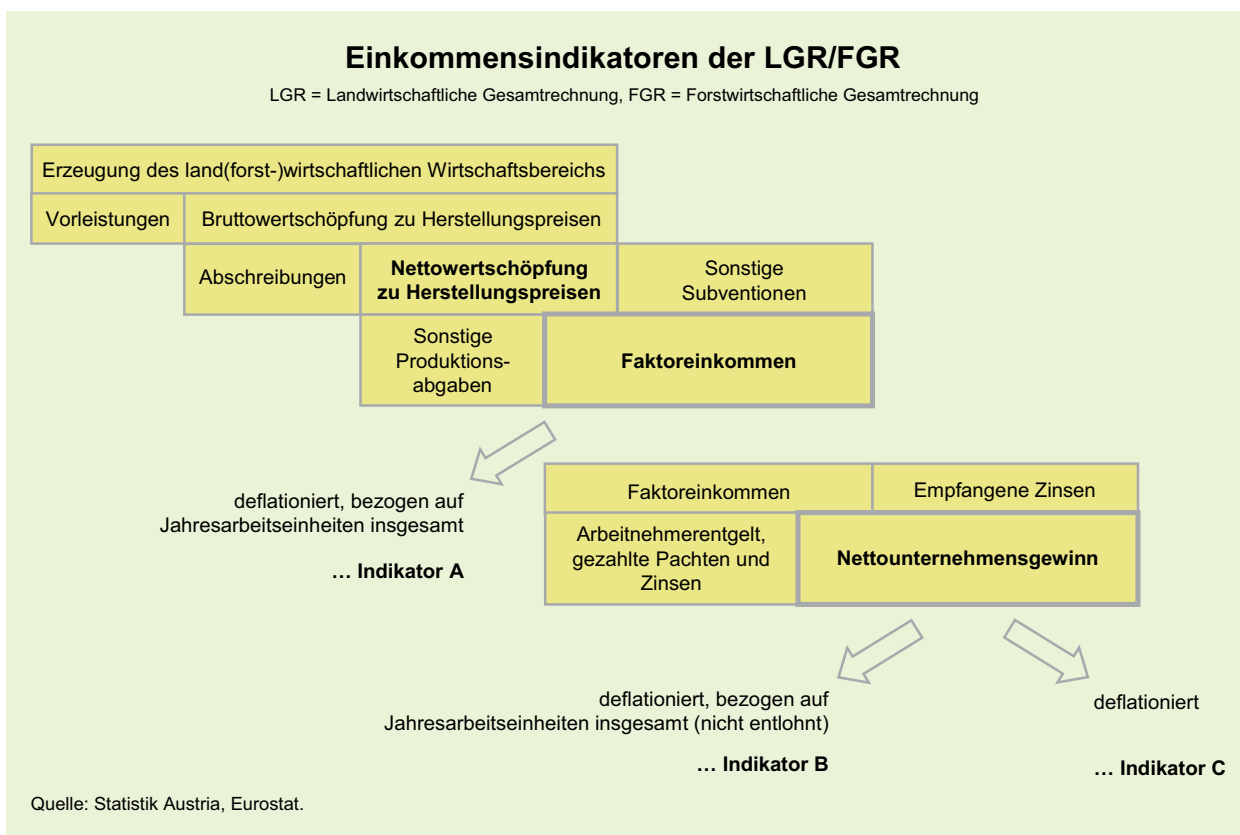 Einkommensindikatoren der LGR/FGR
LGR = Landwirtschaftliche Gesamtrechnung, FGR = Forstwirtschaftliche Gesamtrechnung
Erzeugung des land(forst-)wirtschaftlichen Wirtschaftsbereichs
Vorleistungen
Bruttowertschöpfung zu Herstellungspreisen
Abschreibungen
Nettowertschöpfung
zu Herstellungspreisen
Sonstige
Subventionen
Sonstige
Produktions-
abgaben
Faktoreinkommen
deflationiert, bezogen auf
Jahresarbeitseinheiten insgesamt
... Indikator A
Faktoreinkommen
Empfangene Zinsen
Arbeitnehmerentgelt,
gezahlte Pachten und
Zinsen
Nettounternehmensgewinn
deflationiert, bezogen auf
Jahresarbeitseinheiten insgesamt (nicht entlohnt)
... Indikator B
deflationiert
... Indikator C
Quelle: Statistik Austria, Eurostat.